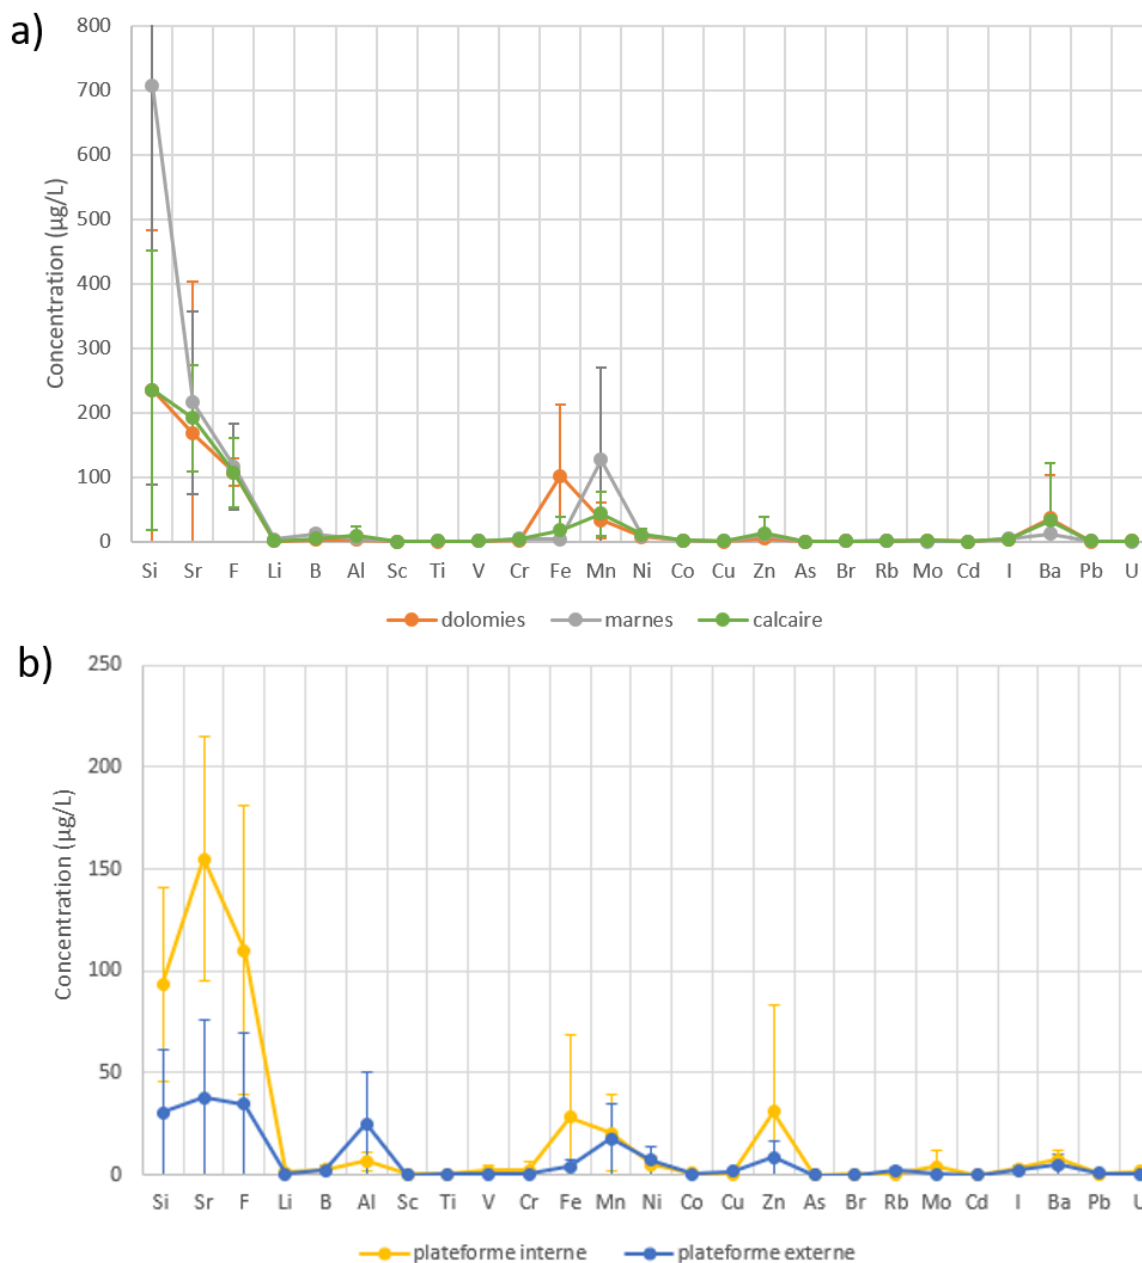 a)
Concentration (µg/L)
800
700
600
500
400
300
200
100
0
Si Sr F Li B Al Sc Ti V Cr Fe Mn Ni Co Cu Zn As Br Rb Mo Cd I Ba Pb U
dolomies marnes calcaire
b)
Concentration (µg/L)
250
200
150
100
50
0
Si Sr F Li B Al Sc Ti V Cr Fe Mn Ni Co Cu Zn As Br Rb Mo Cd I Ba Pb U
plateforme interne plateforme externe